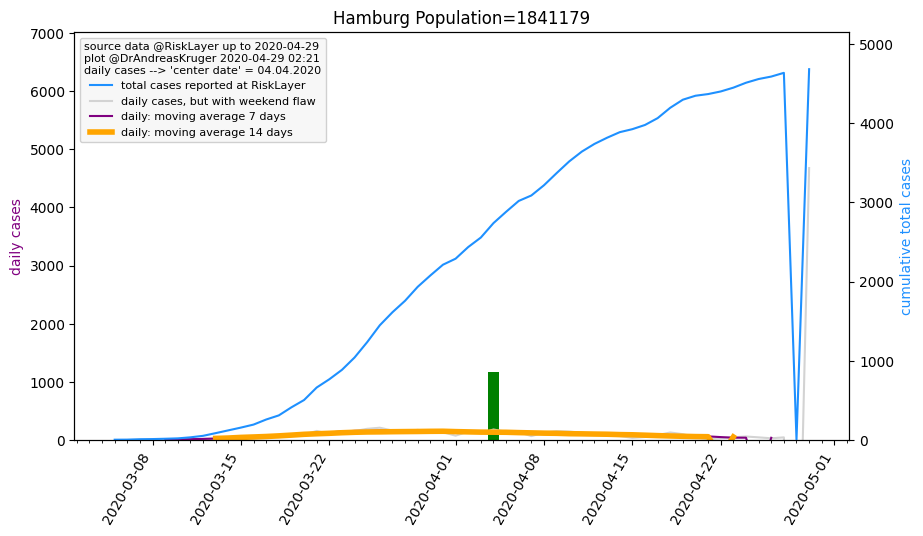 Hamburg Population=1841179
source data @RiskLayer up to 2020-04-29
plot @DrAndreasKruger 2020-04-29 02:21
daily cases --> 'center date' = 04.04.2020
total cases reported at RiskLayer
daily cases, but with weekend flaw
daily: moving average 7 days
daily: moving average 14 days
daily cases
7000
6000
5000
4000
3000
2000
1000
0
5000
4000
3000
2000
1000
0
cumulative total cases
2020-03-08
2020-03-15
2020-03-22
2020-04-01
2020-04-08
2020-04-15
2020-04-22
2020-05-01